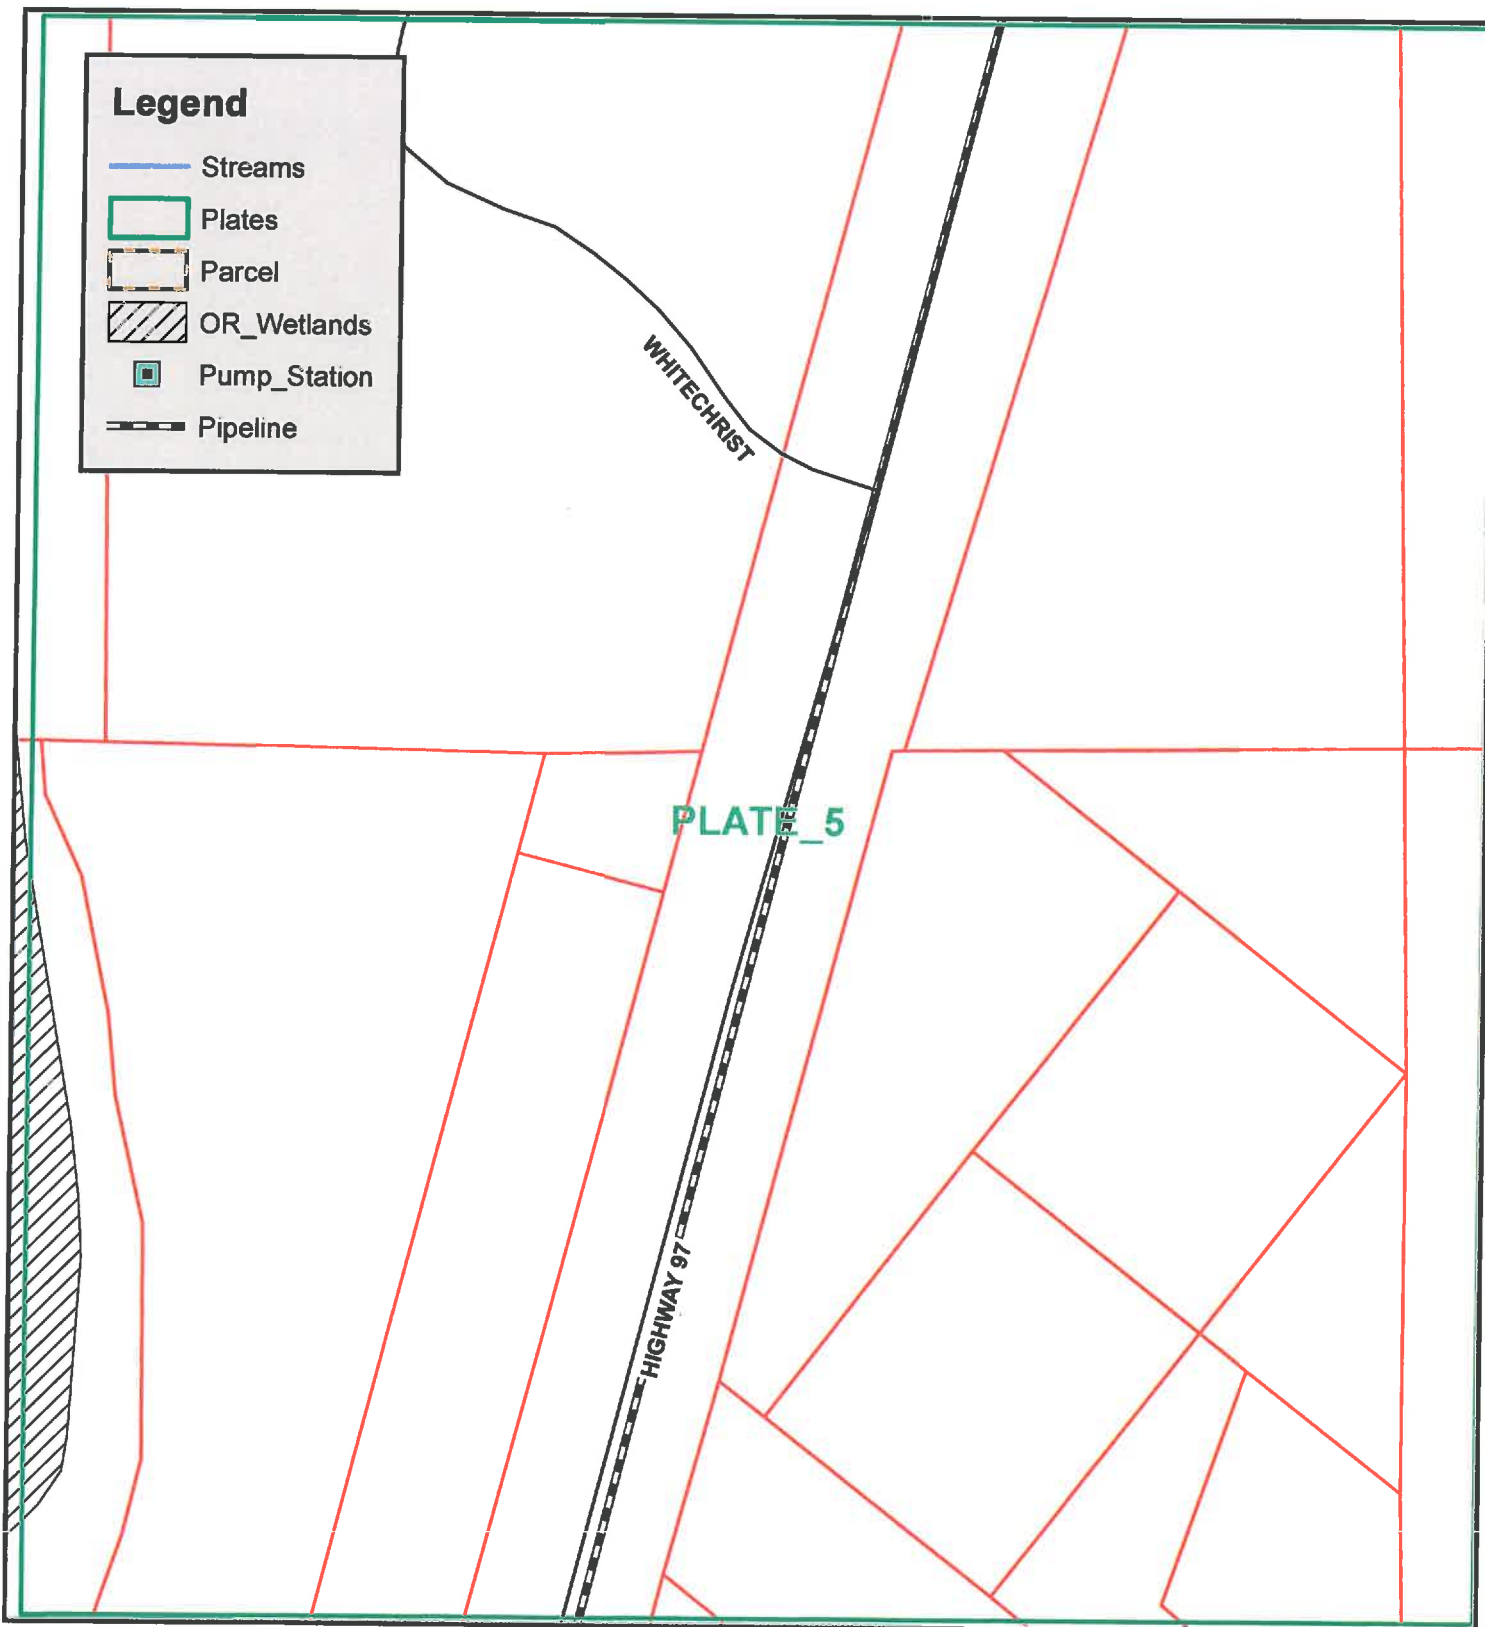 Legend
Streams
Plates
Parcel
OR_Wetlands
Pump_Station
Pipeline
WHITECHRIST
PLATE_5
HIGHWAY 97